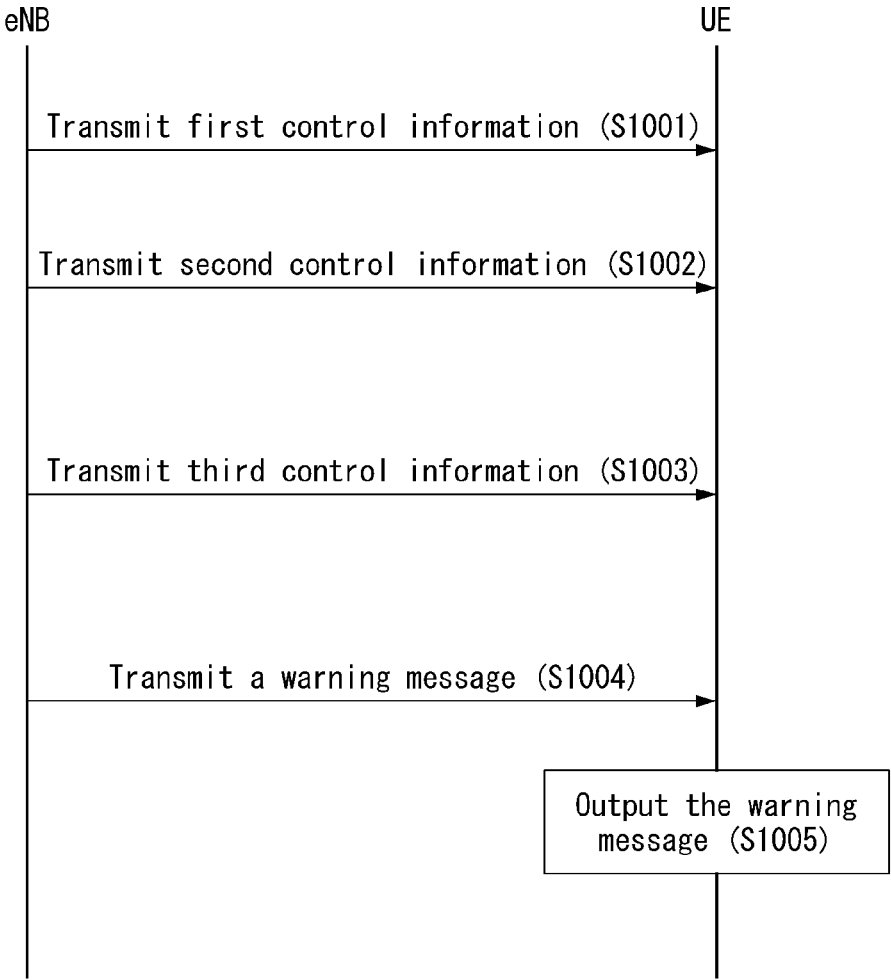 eNB
UE
Transmit first control information (S1001)
Transmit second control information (S1002)
Transmit third control information (S1003)
Transmit a warning message (S1004)
Output the warning
message (S1005)